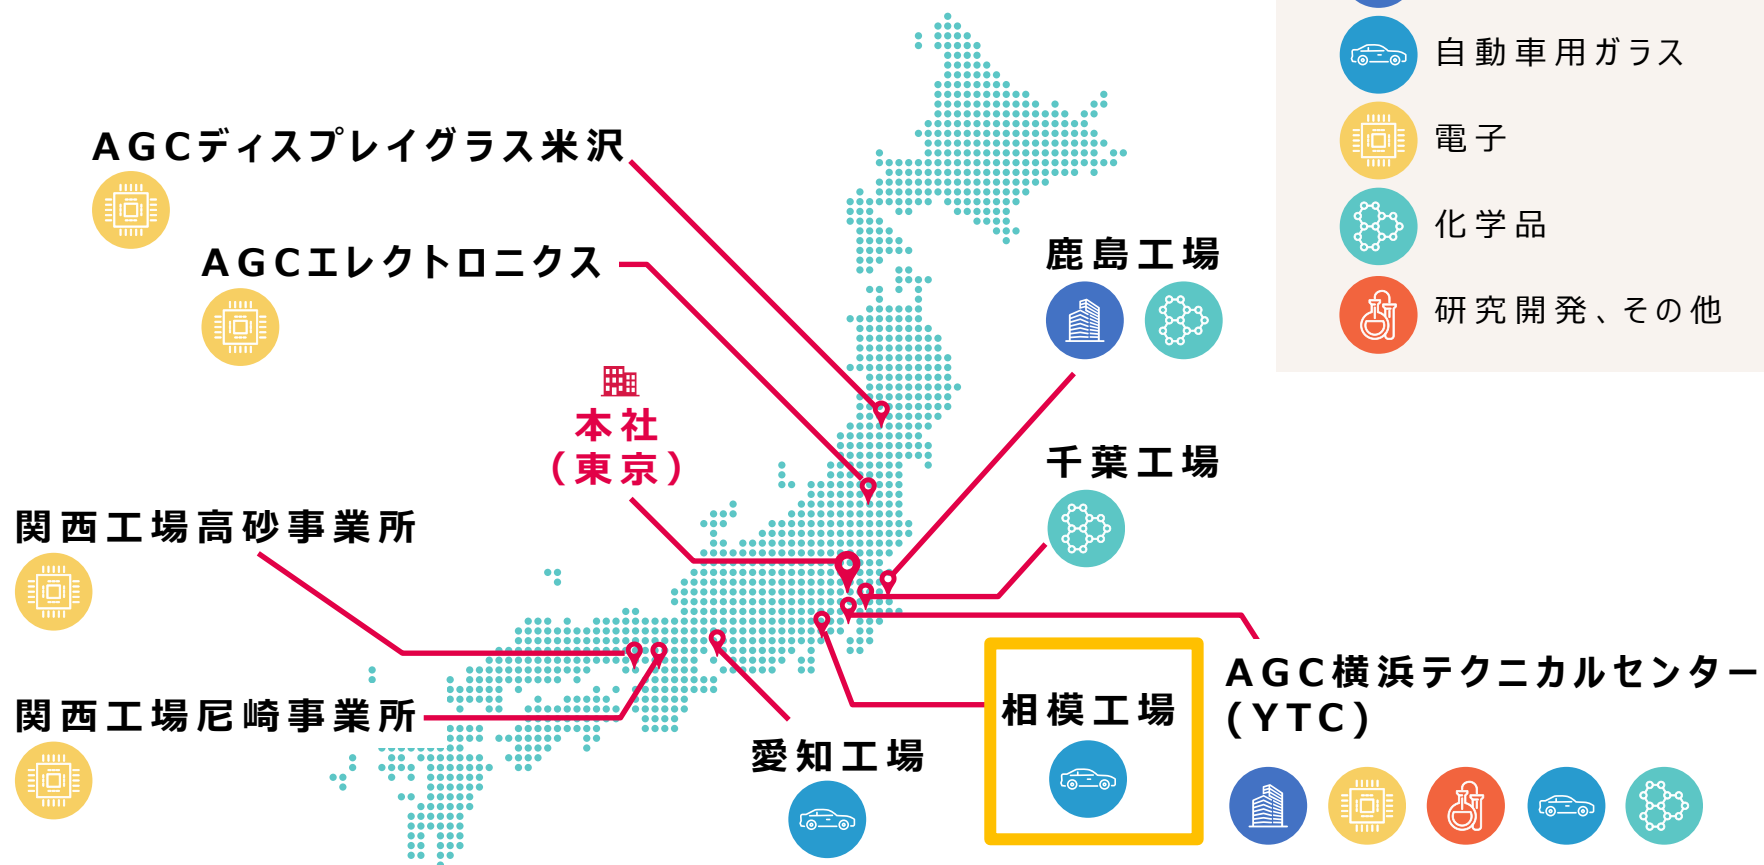 自動車用ガラス
電子
化学品
研究開発、その他
AGCディスプレイグラス米沢
AGCエレクトロニクス
鹿島工場
本社
(東京)
千葉工場
関西工場高砂事業所
関西工場尼崎事業所
愛知工場
相模工場
AGC横浜テクニカルセンター
(YTC)